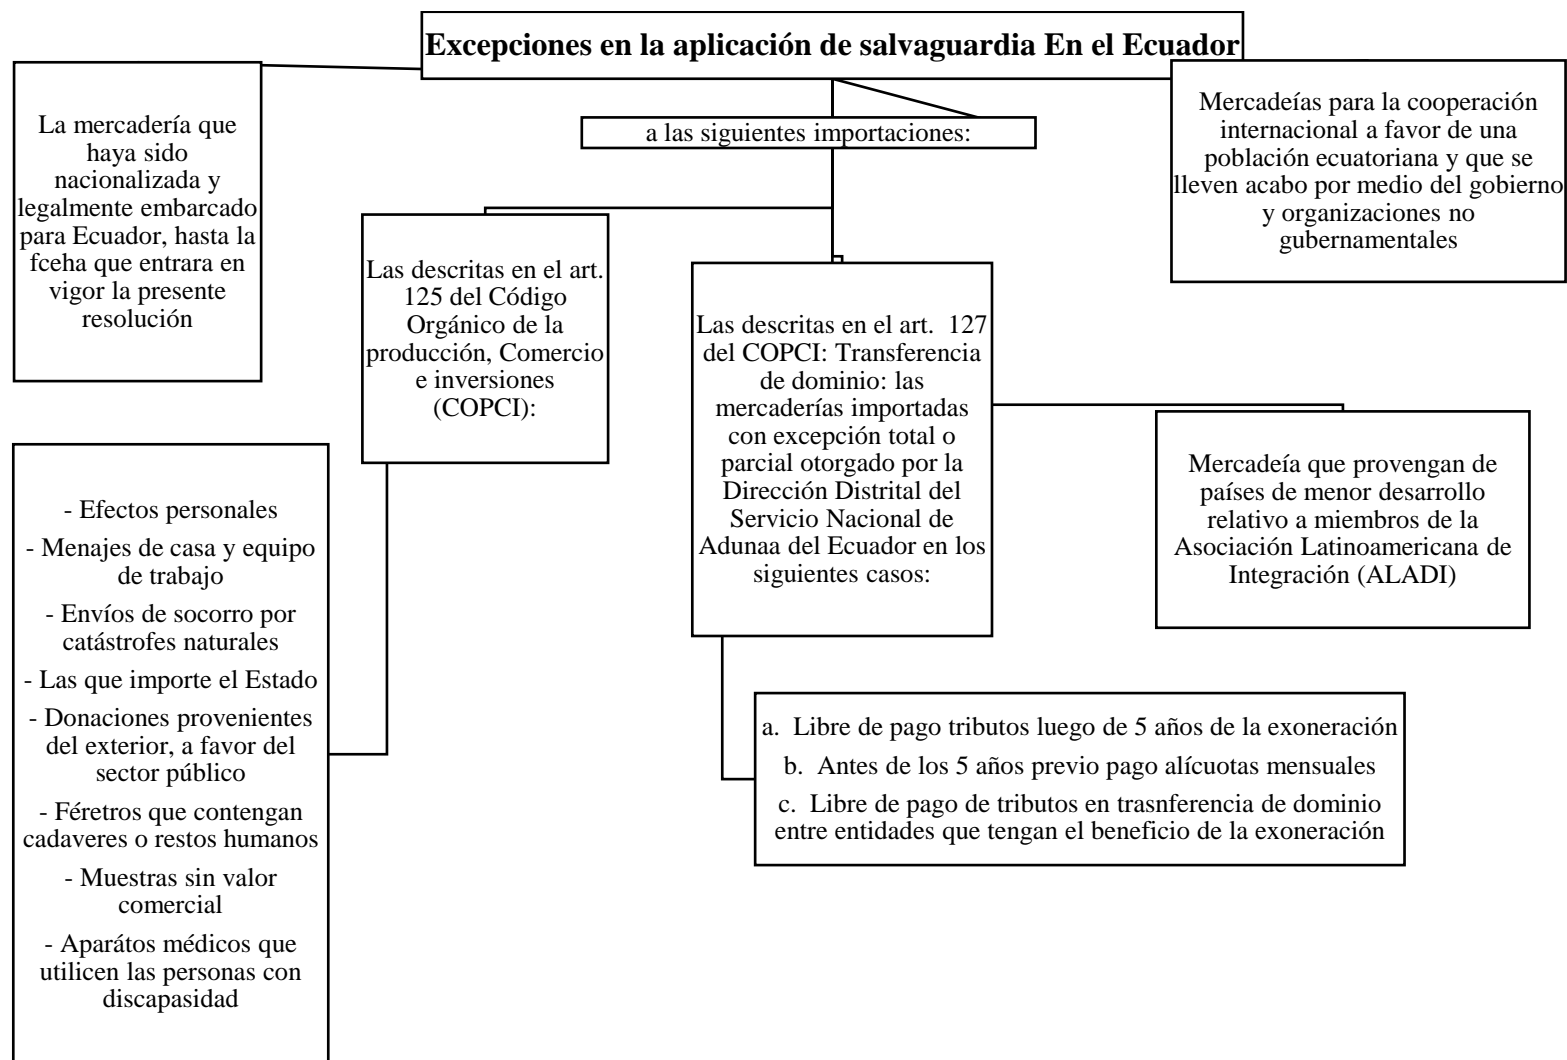 Excepciones en la aplicación de salvaguardia En el Ecuador
a las siguientes importaciones:
La mercadería que
haya sido
nacionalizada y
legalmente embarcado
para Ecuador, hasta la
fceha que entrara en
vigor la presente
resolución
Mercadeías para la cooperación
internacional a favor de una
población ecuatoriana y que se
lleven acabo por medio del gobierno
y organizaciones no
gubernamentales
Las descritas en el art.
125 del Código
Orgánico de la
producción, Comercio
e inversiones
(COPCI):
Las descritas en el art. 127
del COPCI: Transferencia
de dominio: las
mercaderías importadas
con excepción total o
parcial otorgado por la
Dirección Distrital del
Servicio Nacional de
Adunaa del Ecuador en los
siguientes casos:
Mercadeía que provengan de
países de menor desarrollo
relativo a miembros de la
Asociación Latinoamericana de
Integración (ALADI)
- Efectos personales
- Menajes de casa y equipo
de trabajo
- Envíos de socorro por
catástrofes naturales
- Las que importe el Estado
- Donaciones provenientes
del exterior, a favor del
sector público
- Féretros que contengan
cadaveres o restos humanos
- Muestras sin valor
comercial
- Aparátos médicos que
utilicen las personas con
discapasidad
a. Libre de pago tributos luego de 5 años de la exoneración
b. Antes de los 5 años previo pago alícuotas mensuales
c. Libre de pago de tributos en trasnferencia de dominio
entre entidades que tengan el beneficio de la exoneración